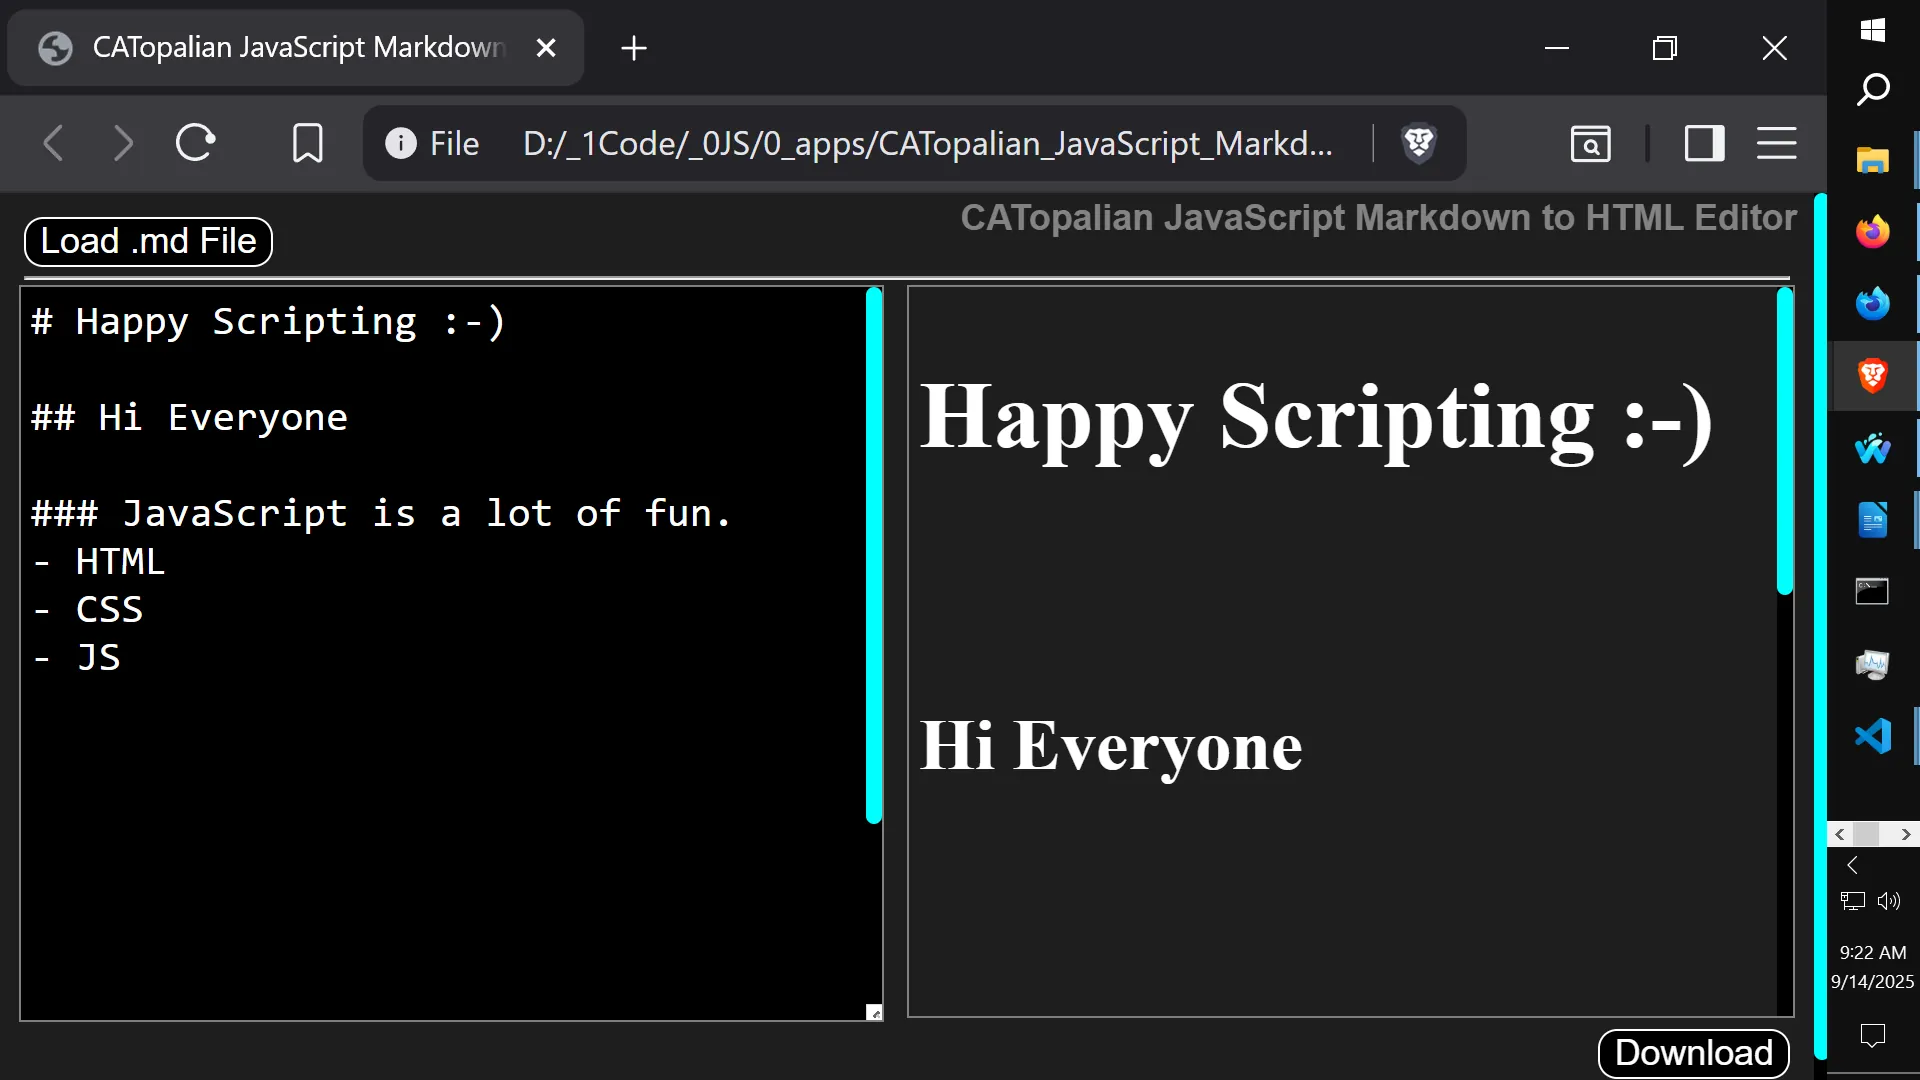 CATopalian JavaScript Markdown
File D:/_1Code/_0JS/0_apps/CATopalian_JavaScript_Markd...
Load .md File
CATopalian JavaScript Markdown to HTML Editor
# Happy Scripting :-)
## Hi Everyone
### JavaScript is a lot of fun.
- HTML
- CSS
- JS
Happy Scripting :-)
Hi Everyone
Download
9:22 AM
9/14/2025